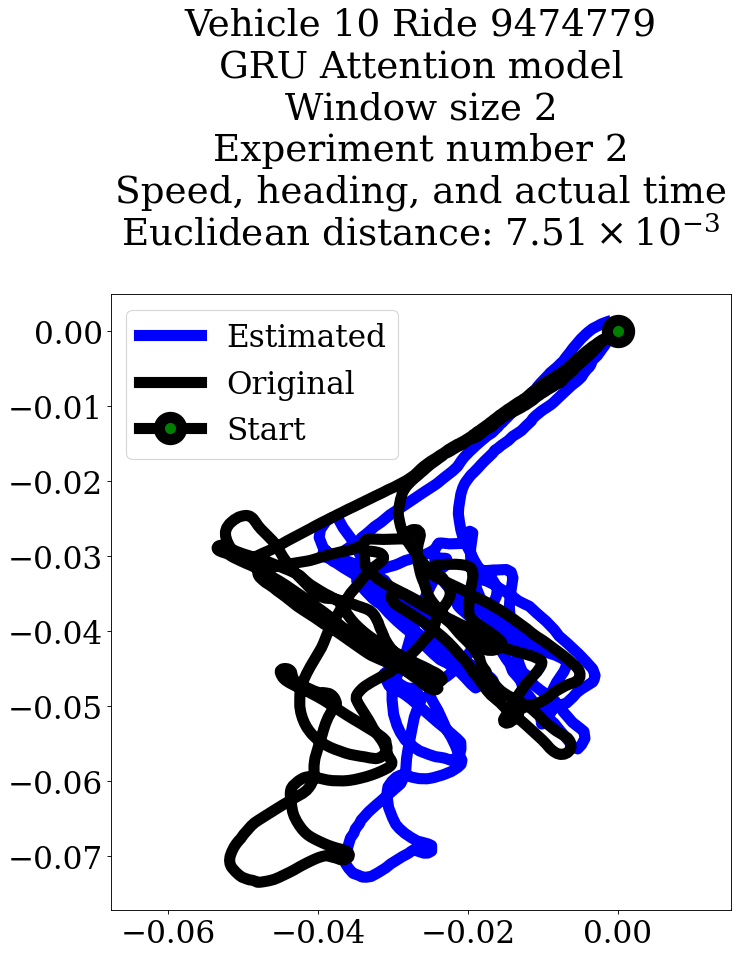 Vehicle 10 Ride 9474779
GRU Attention model
Window size 2
Experiment number 2
Speed, heading, and actual time
Euclidean distance: 7.51 × 10⁻³
Estimated
Original
Start
0.00
−0.01
−0.02
−0.03
−0.04
−0.05
−0.06
−0.07
−0.06 −0.04 −0.02 0.00